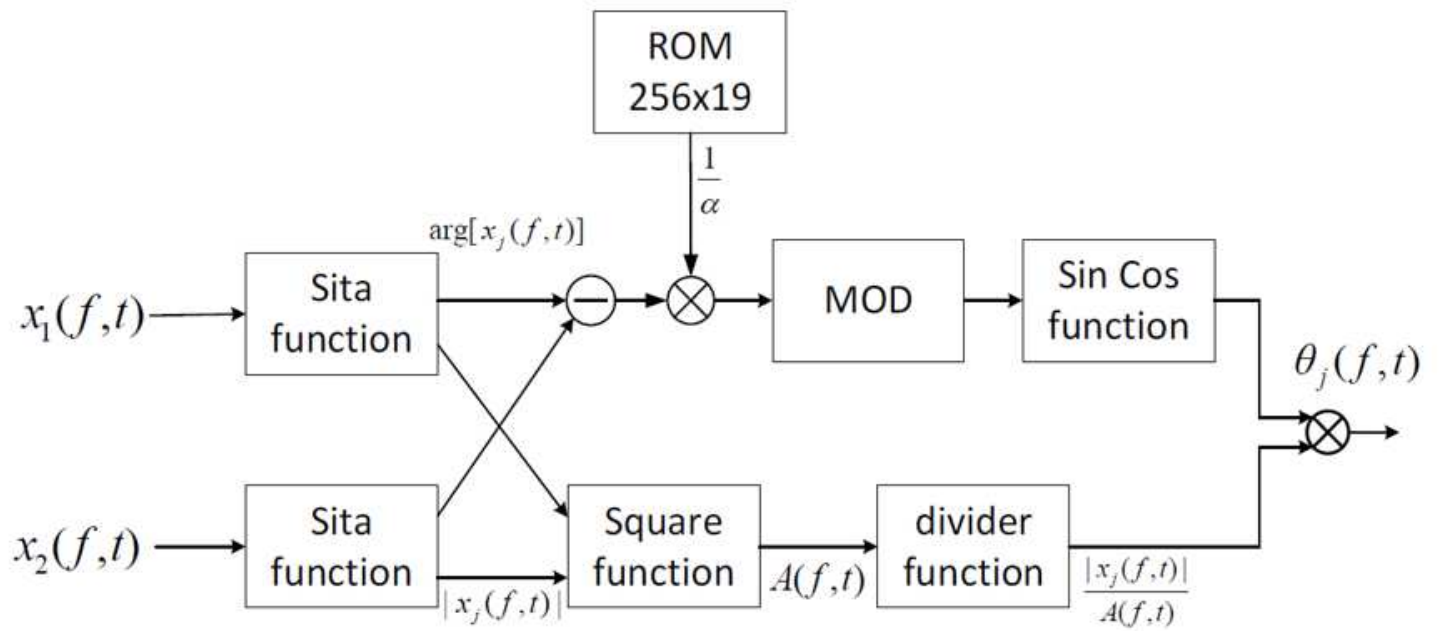 ROM
256x19
1
α
arg[x_j(f,t)]
x_1(f,t)
Sita
function
MOD
Sin Cos
function
θ_j(f,t)
x_2(f,t)
Sita
function
|x_j(f,t)|
Square
function
A(f,t)
divider
function
|x_j(f,t)|
A(f,t)